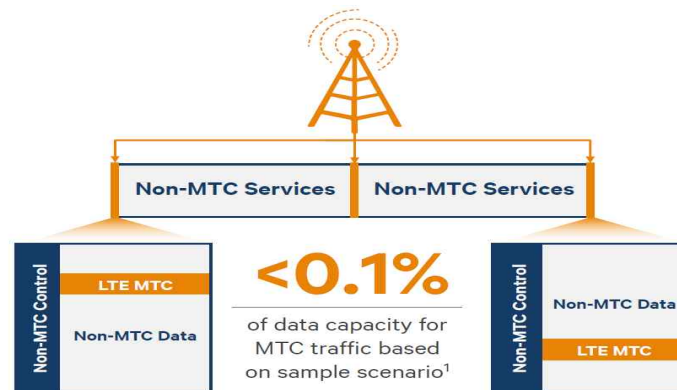 Non-MTC Services
Non-MTC Services
Non-MTC Control
LTE MTC
Non-MTC Data
<0.1%
of data capacity for
MTC traffic based
on sample scenario¹
Non-MTC Control
Non-MTC Data
LTE MTC